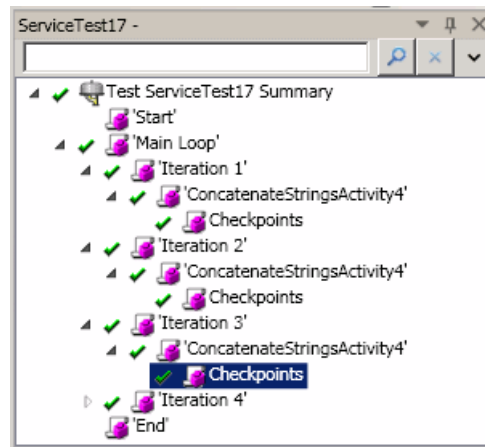 ServiceTest17 -
Test ServiceTest17 Summary
'Start'
'Main Loop'
'Iteration 1'
'ConcatenateStringsActivity4'
Checkpoints
'Iteration 2'
'ConcatenateStringsActivity4'
Checkpoints
'Iteration 3'
'ConcatenateStringsActivity4'
Checkpoints
'Iteration 4'
'End'